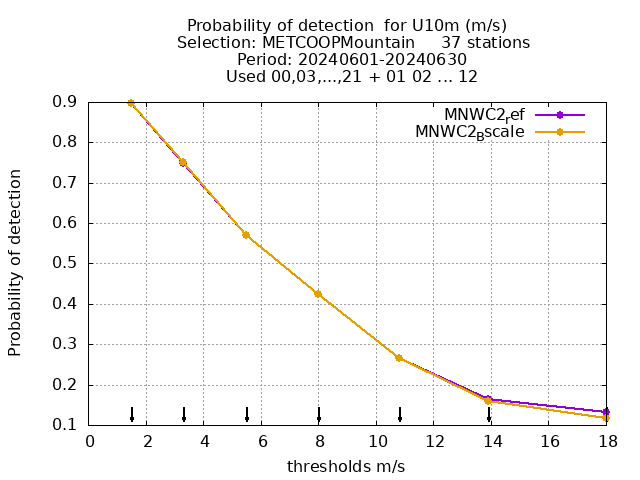 Probability of detection  for U10m (m/s)
Selection: METCOOPMountain     37 stations
Period: 20240601-20240630
Used 00,03,...,21 + 01 02 ... 12
MNWC2ref
MNWC2Bscale
Probability of detection
0.9
0.8
0.7
0.6
0.5
0.4
0.3
0.2
0.1
0 2 4 6 8 10 12 14 16 18
thresholds m/s